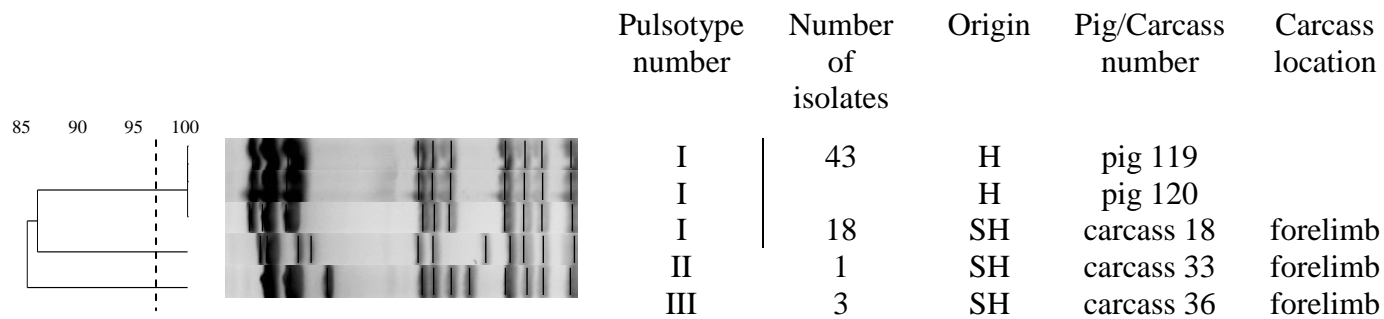 Pulsotype number Number of isolates Origin Pig/Carcass number Carcass location
85 90 95 100
I 43 H pig 119
I H pig 120
I 18 SH carcass 18 forelimb
II 1 SH carcass 33 forelimb
III 3 SH carcass 36 forelimb